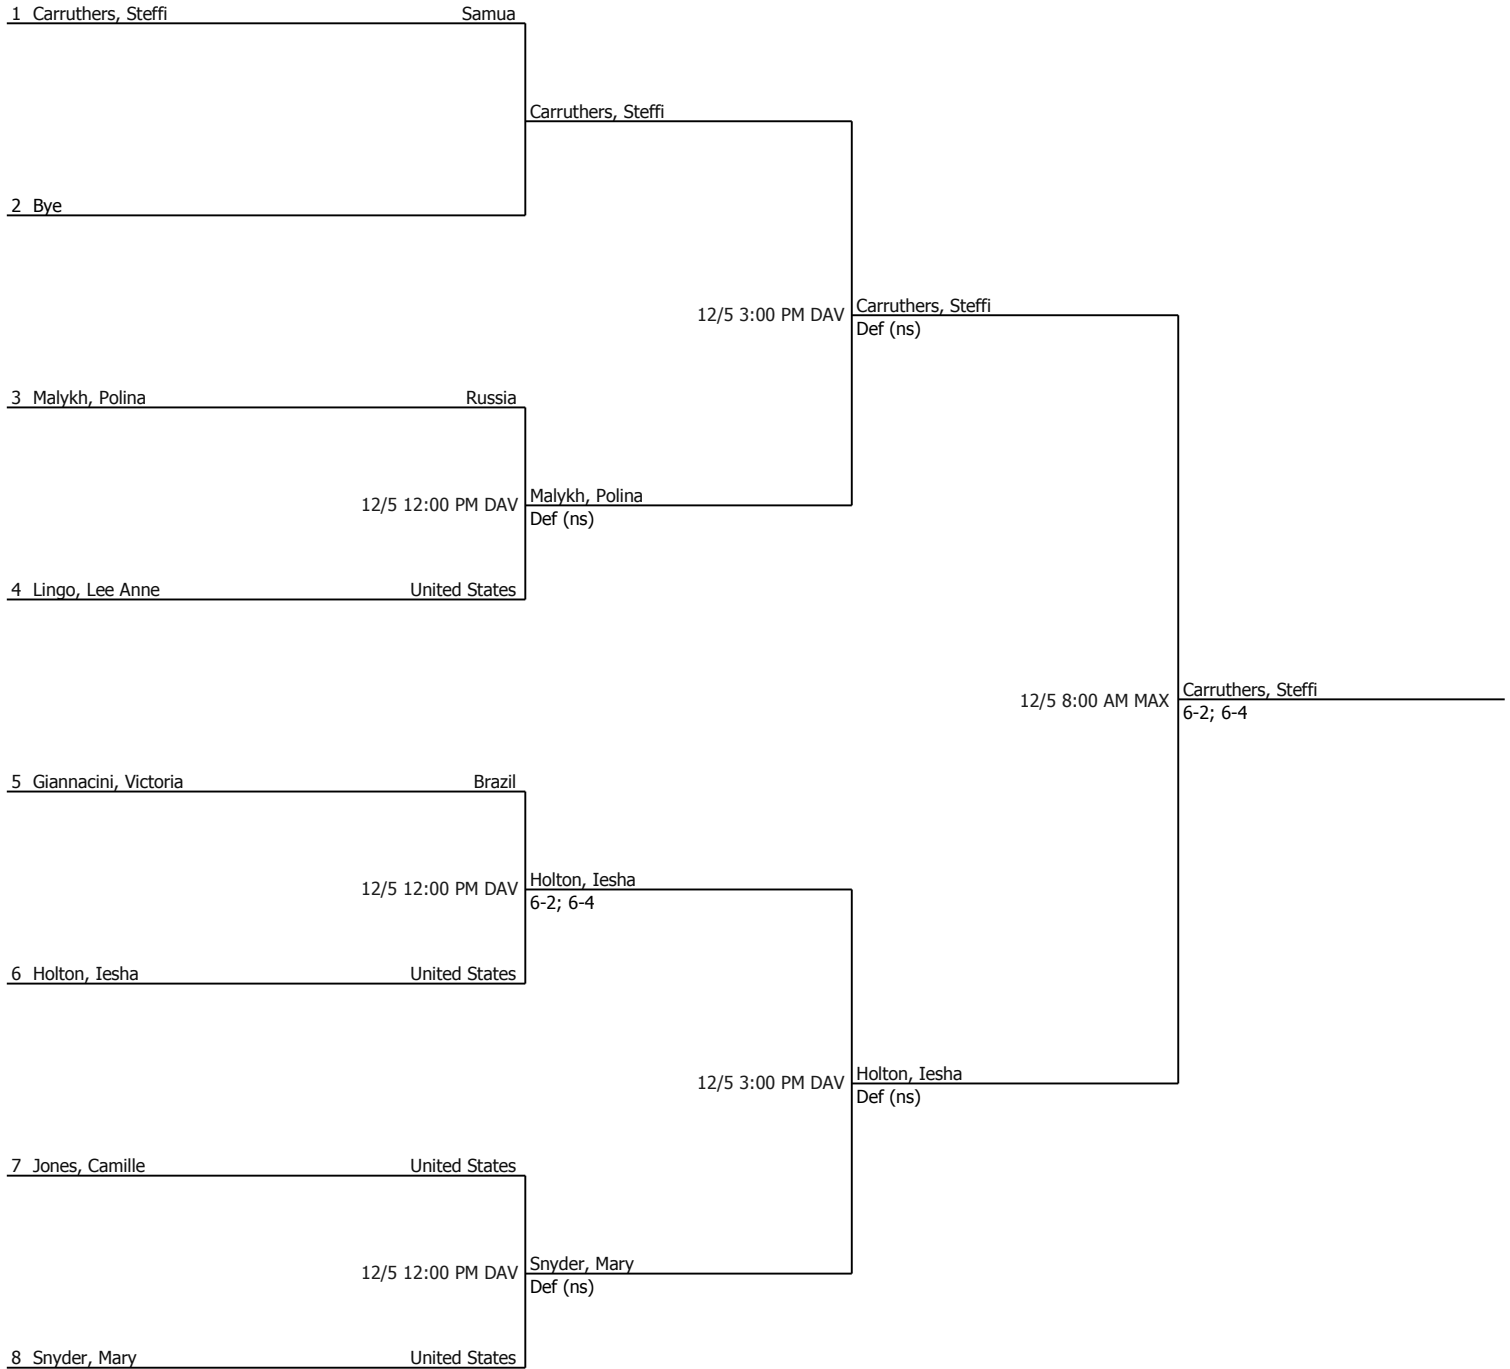 1 Carruthers, Steffi Samua
Carruthers, Steffi
2 Bye
12/5 3:00 PM DAV Carruthers, Steffi
Def (ns)
3 Malykh, Polina Russia
12/5 12:00 PM DAV Malykh, Polina
Def (ns)
4 Lingo, Lee Anne United States
12/5 8:00 AM MAX Carruthers, Steffi
6-2; 6-4
5 Giannacini, Victoria Brazil
12/5 12:00 PM DAV Holton, Iesha
6-2; 6-4
6 Holton, Iesha United States
12/5 3:00 PM DAV Holton, Iesha
Def (ns)
7 Jones, Camille United States
12/5 12:00 PM DAV Snyder, Mary
Def (ns)
8 Snyder, Mary United States